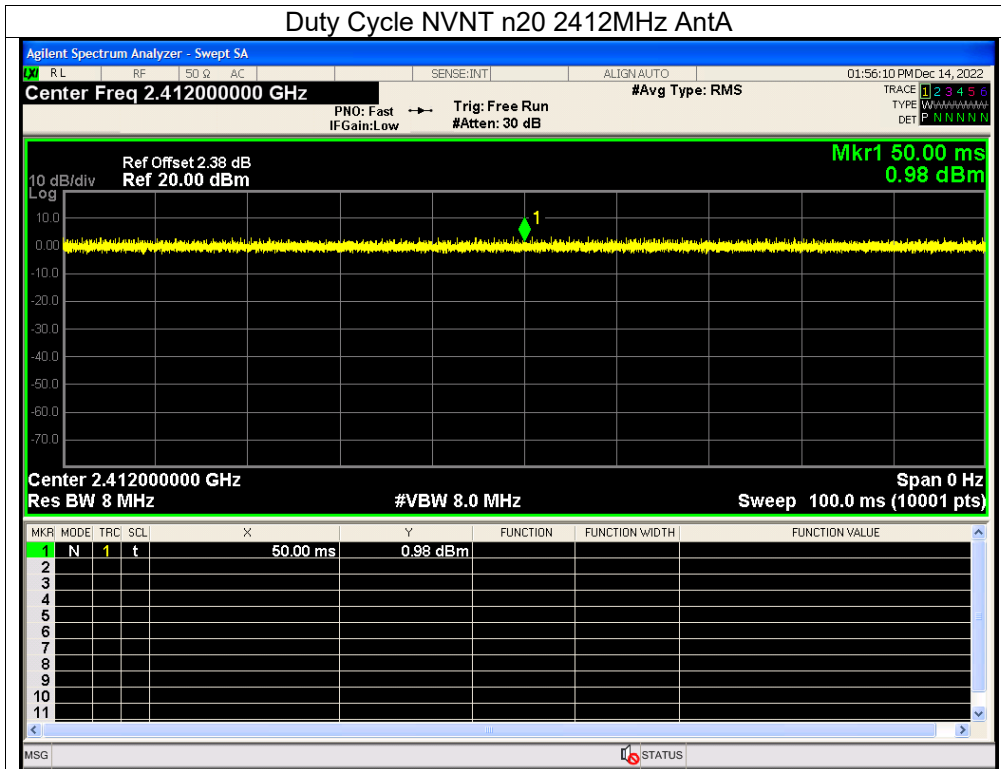 Duty Cycle NVNT n20 2412MHz AntA
Agilent Spectrum Analyzer - Swept SA
LXI RL RF 50 Ω AC SENSE:INT ALIGN AUTO 01:56:10 PM Dec 14, 2022
Center Freq 2.412000000 GHz #Avg Type: RMS TRACE 1 2 3 4 5 6
PNO: Fast Trig: Free Run TYPE WWWWWW
IFGain:Low #Atten: 30 dB DET P N N N N N
Mkr1 50.00 ms
Ref Offset 2.38 dB
10 dB/div Ref 20.00 dBm 0.98 dBm
Log
10.0
1
0.00
-10.0
-20.0
-30.0
-40.0
-50.0
-60.0
-70.0
Center 2.412000000 GHz Span 0 Hz
Res BW 8 MHz #VBW 8.0 MHz Sweep 100.0 ms (10001 pts)
MKR MODE TRC SCL X Y FUNCTION FUNCTION WIDTH FUNCTION VALUE
1 N 1 t 50.00 ms 0.98 dBm
2
3
4
5
6
7
8
9
10
11
MSG STATUS